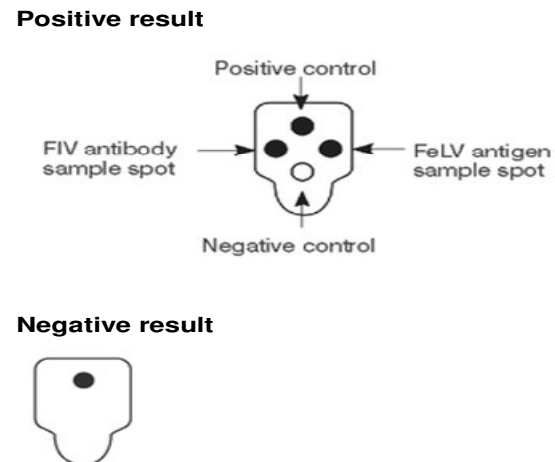 Positive result
Positive control
FIV antibody
sample spot
FeLV antigen
sample spot
Negative control
Negative result